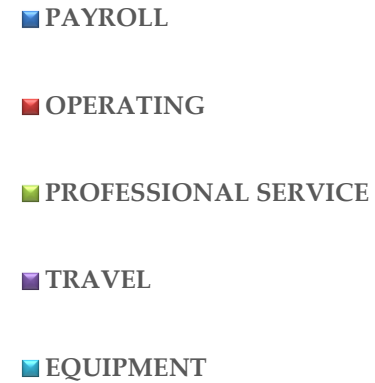 PAYROLL
OPERATING
PROFESSIONAL SERVICE
TRAVEL
EQUIPMENT